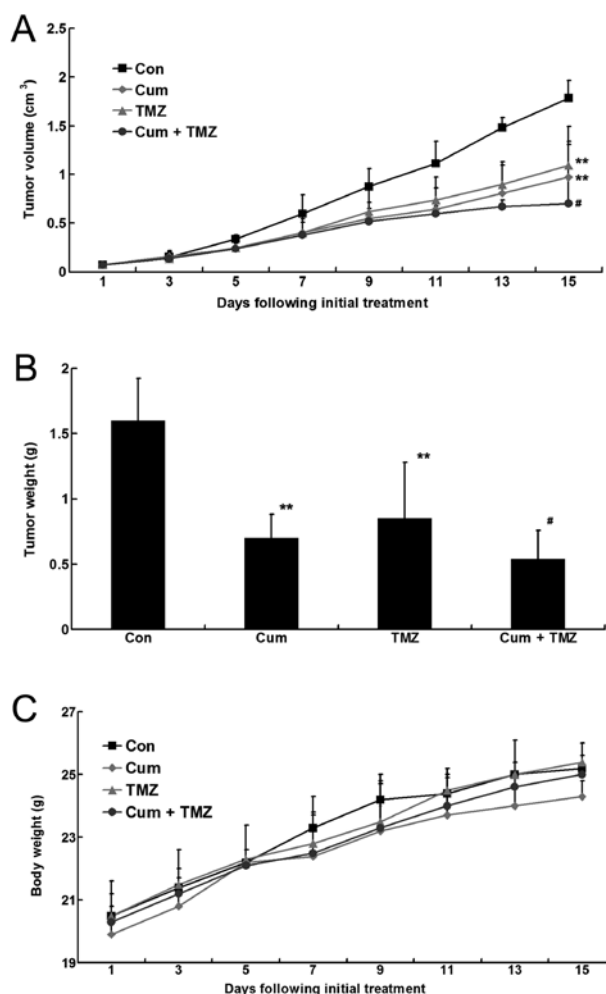 A
Tumor volume (cm ³)
2
1.5
1
0.5
0
Con
Cum
TMZ
Cum + TMZ
**
**
#
1 3 5 7 9 11 13 15
Days following initial treatment
B
Tumor weight (g)
2
1.5
1
0.5
0
**
**
#
Con Cum TMZ Cum + TMZ
C
Body weight (g)
27
25
23
21
19
Con
Cum
TMZ
Cum + TMZ
1 3 5 7 9 11 13 15
Days following initial treatment